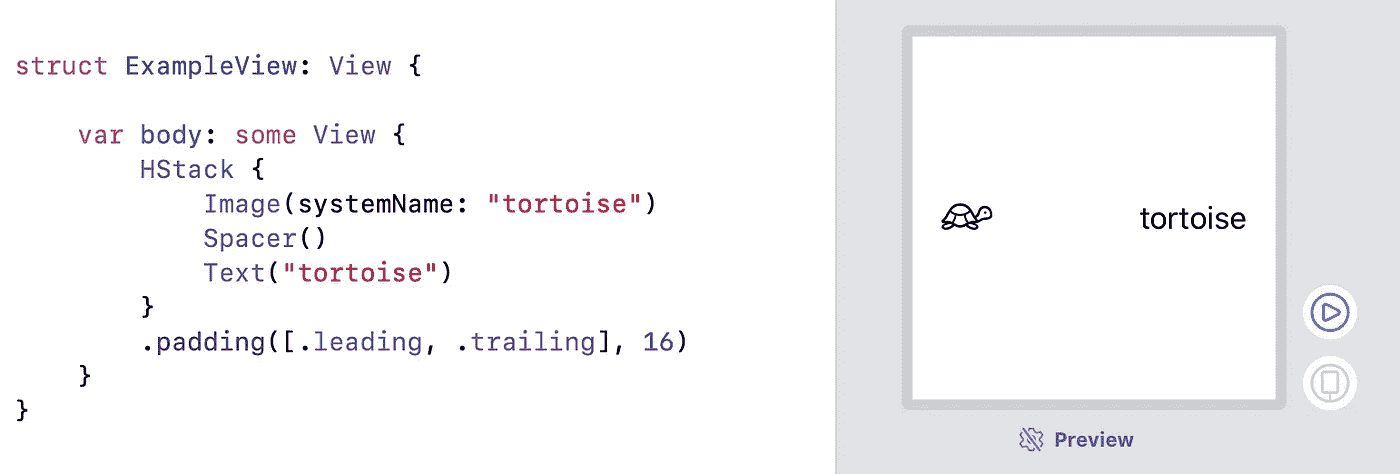 struct ExampleView: View {
    var body: some View {
        HStack {
            Image(systemName: "tortoise")
            Spacer()
            Text("tortoise")
        }
        .padding([.leading, .trailing], 16)
    }
}
tortoise
Preview